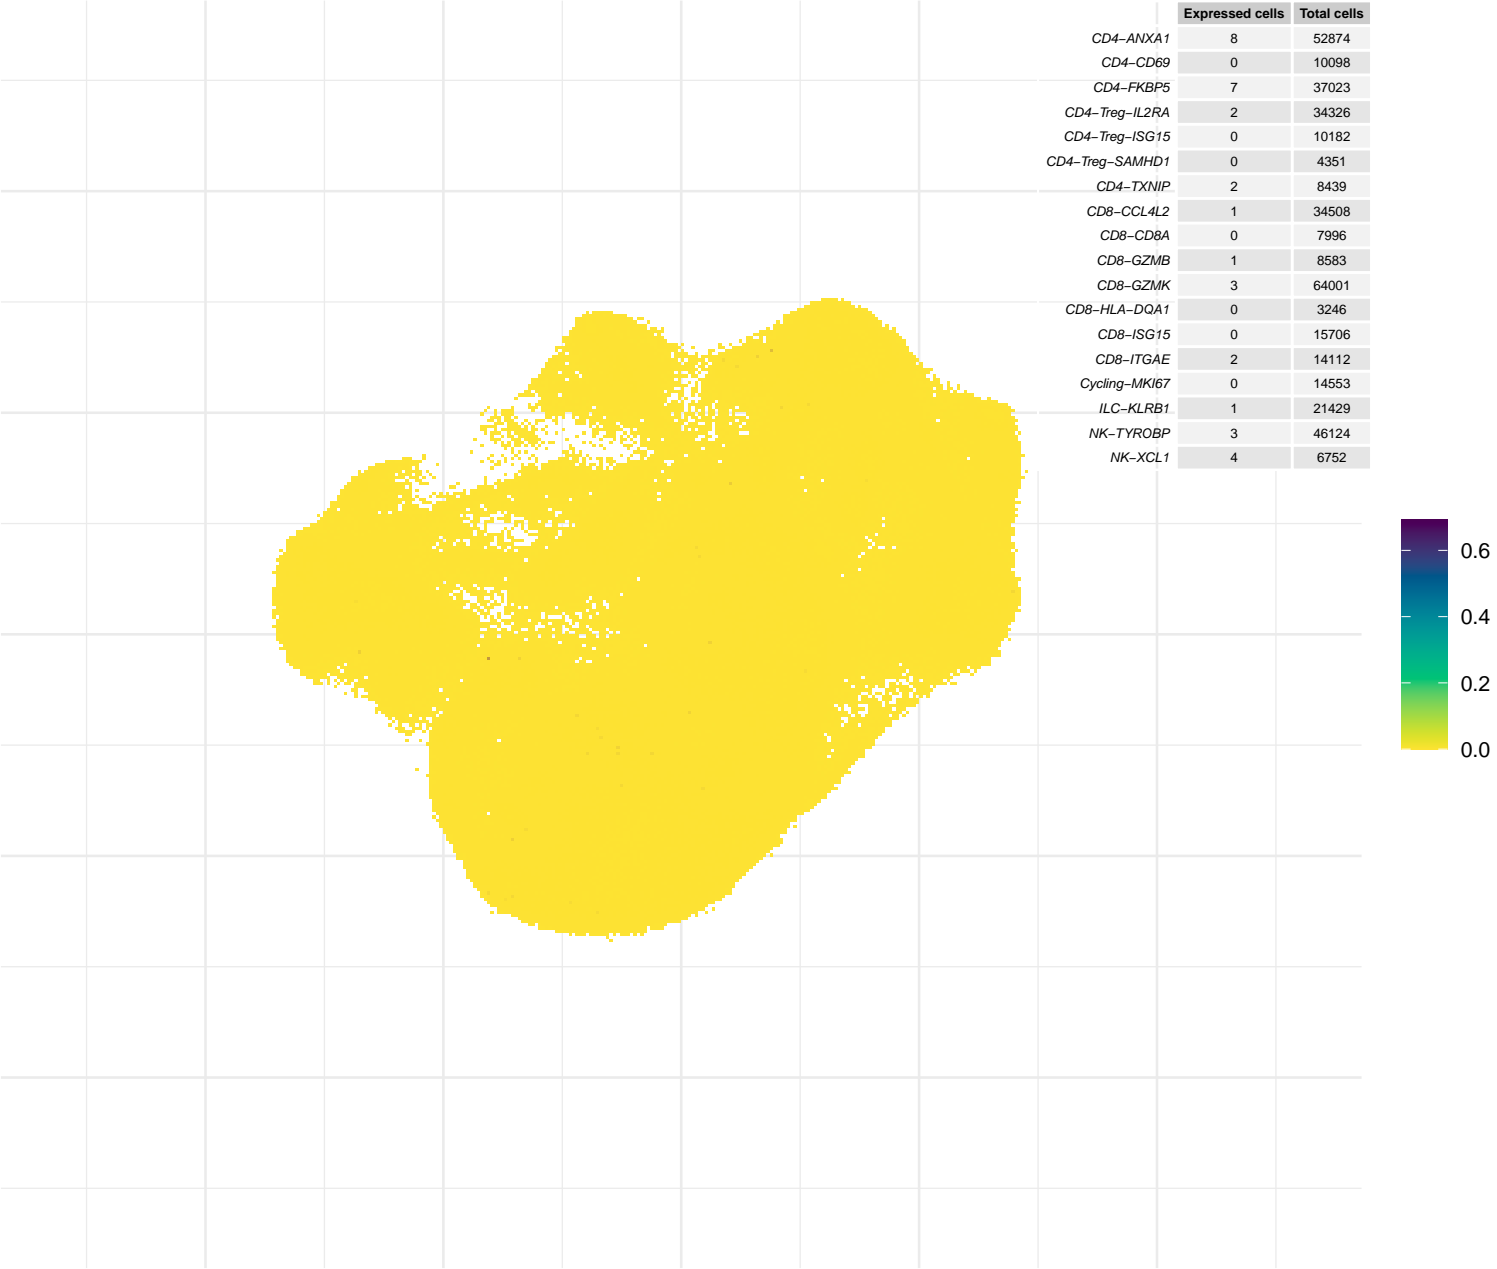 Expressed cells Total cells
CD4−ANXA1 8 52874
CD4−CD69 0 10098
CD4−FKBP5 7 37023
CD4−Treg−IL2RA 2 34326
CD4−Treg−ISG15 0 10182
CD4−Treg−SAMHD1 0 4351
CD4−TXNIP 2 8439
CD8−CCL4L2 1 34508
CD8−CD8A 0 7996
CD8−GZMB 1 8583
CD8−GZMK 3 64001
CD8−HLA−DQA1 0 3246
CD8−ISG15 0 15706
CD8−ITGAE 2 14112
Cycling−MKI67 0 14553
ILC−KLRB1 1 21429
NK−TYROBP 3 46124
NK−XCL1 4 6752
0.6
0.4
0.2
0.0